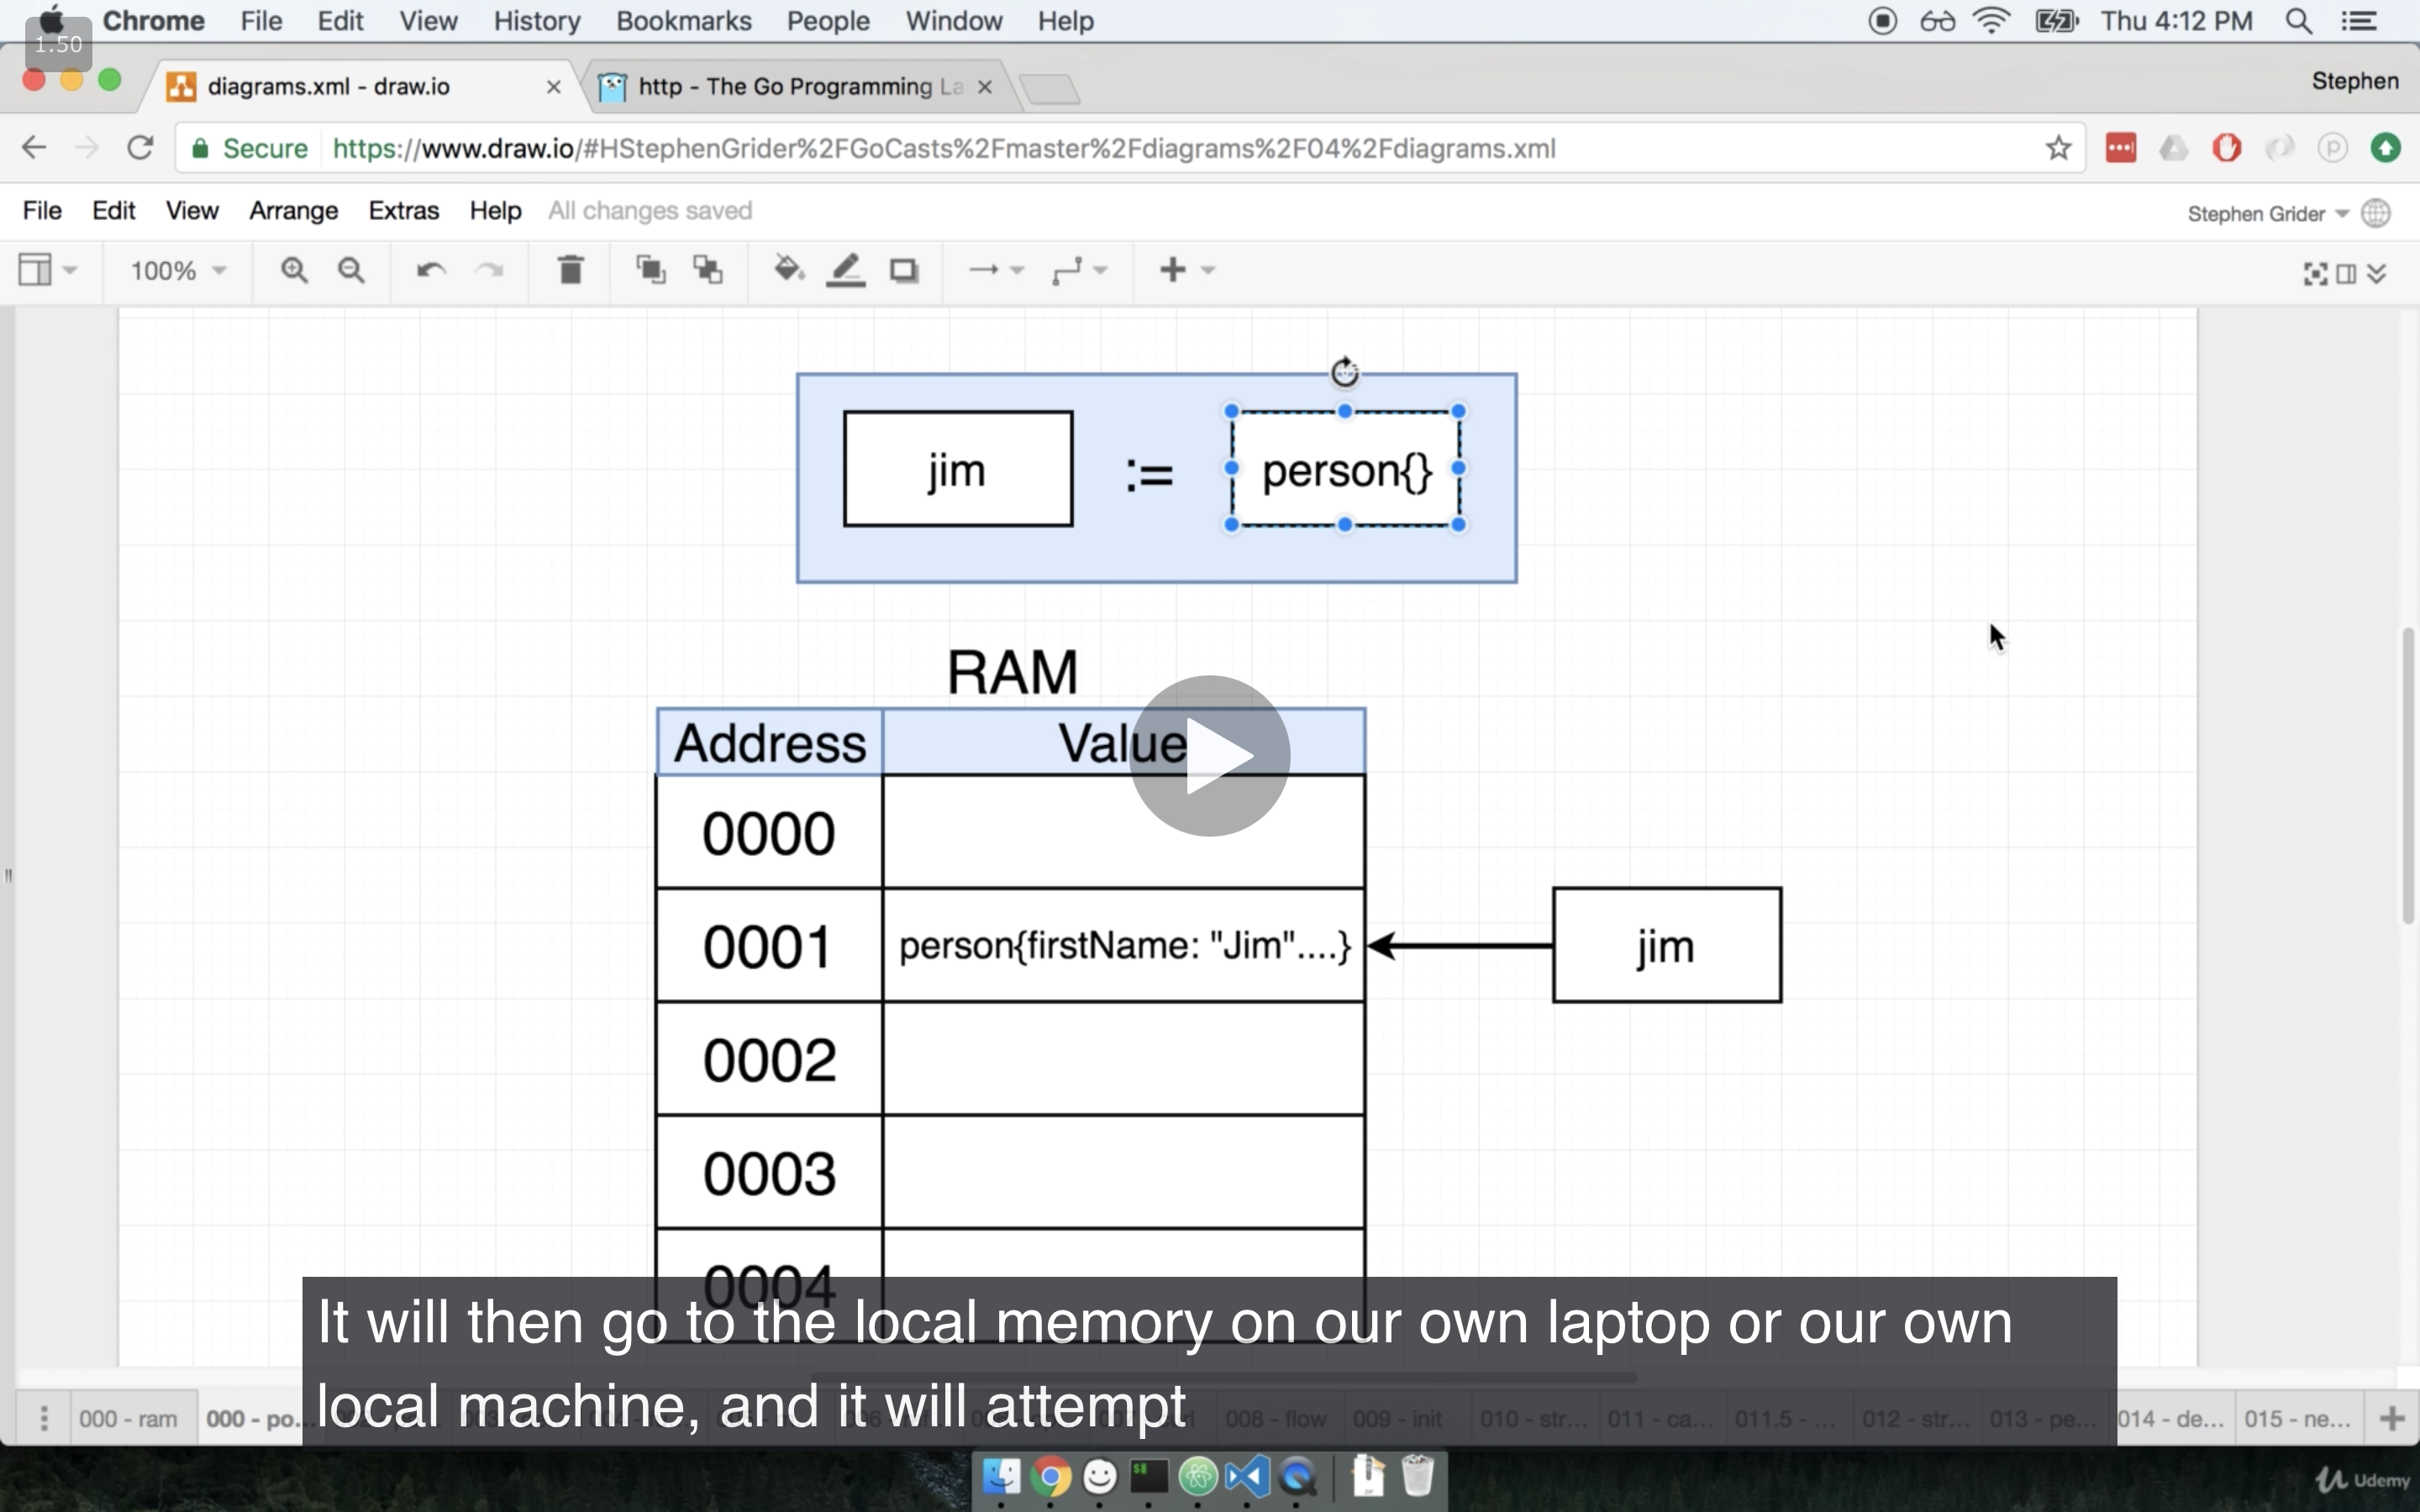 Chrome File Edit View History Bookmarks People Window Help Thu 4:12 PM
1.50
diagrams.xml - draw.io http - The Go Programming La Stephen
Secure https://www.draw.io/#HStephenGrider%2FGoCasts%2Fmaster%2Fdiagrams%2F04%2Fdiagrams.xml
File Edit View Arrange Extras Help All changes saved Stephen Grider
100%
jim := person{}
RAM
Address Value
0000
0001 person{firstName: "Jim"....} jim
0002
0003
0004
It will then go to the local memory on our own laptop or our own
local machine, and it will attempt
000 - ram 000 - po... 008 - flow 009 - init 010 - str... 011 - ca... 011.5 - ... 012 - str... 013 - pe... 014 - de... 015 - ne...
Udemy